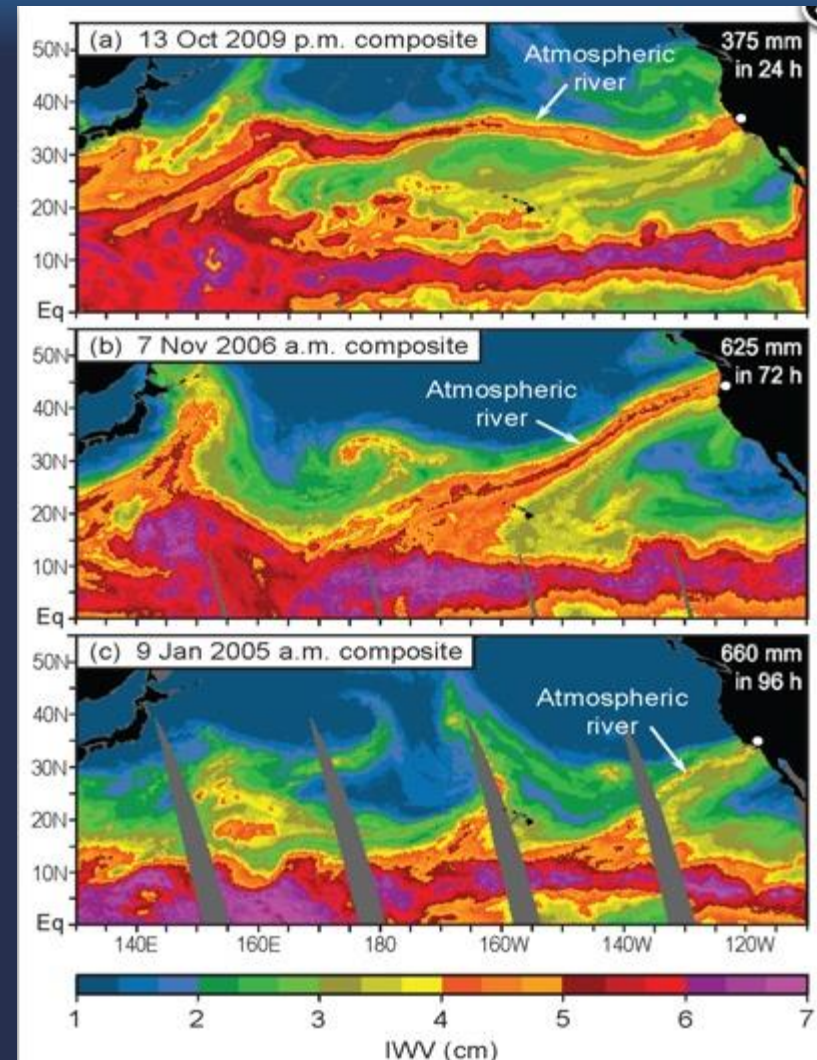 (a) 13 Oct 2009 p.m. composite
375 mm
in 24 h
Atmospheric
river
50N
40N
30N
20N
10N
Eq
(b) 7 Nov 2006 a.m. composite
625 mm
in 72 h
Atmospheric
river
50N
40N
30N
20N
10N
Eq
(c) 9 Jan 2005 a.m. composite
660 mm
in 96 h
Atmospheric
river
50N
40N
30N
20N
10N
Eq
140E 160E 180 160W 140W 120W
1 2 3 4 5 6 7
IWV (cm)